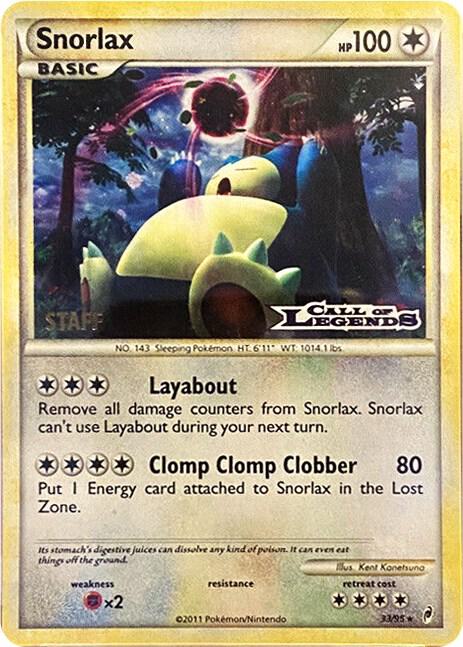 Snorlax
HP100
BASIC
STAFF
CALL OF
LEGENDS
NO. 143 Sleeping Pokémon. HT: 6'11" WT: 1014.1 lbs.
Layabout
Remove all damage counters from Snorlax. Snorlax
can't use Layabout during your next turn.
Clomp Clomp Clobber 80
Put 1 Energy card attached to Snorlax in the Lost
Zone.
Its stomach's digestive juices can dissolve any kind of poison. It can even eat
things off the ground.
Illus. Kent Kanetsuna
weakness resistance retreat cost
×2
©2011 Pokémon/Nintendo 33/95 ★